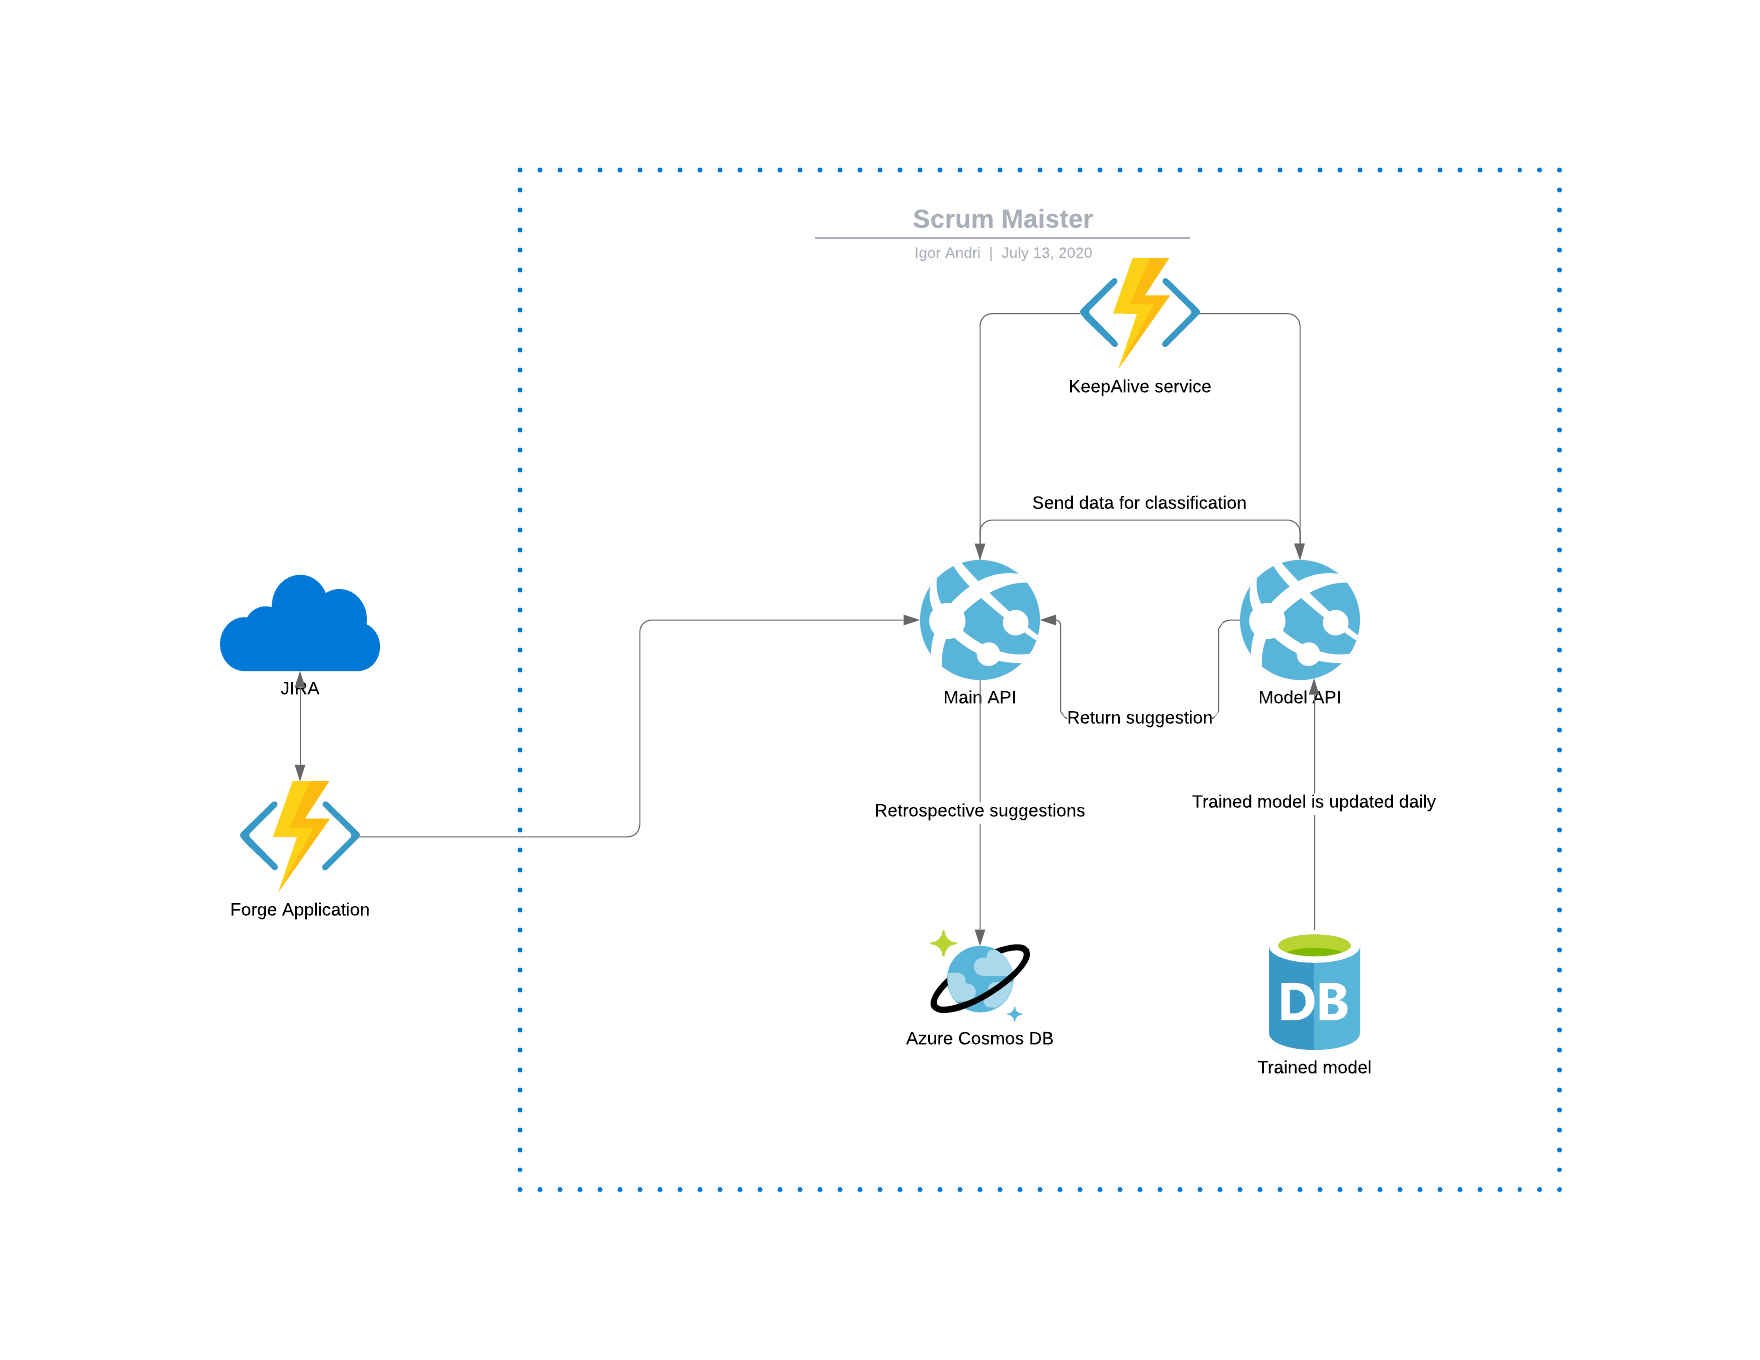 Scrum Maister
Igor Andri | July 13, 2020
KeepAlive service
Send data for classification
JIRA
Main API
Model API
Return suggestion
Retrospective suggestions
Trained model is updated daily
Forge Application
DB
Azure Cosmos DB
Trained model